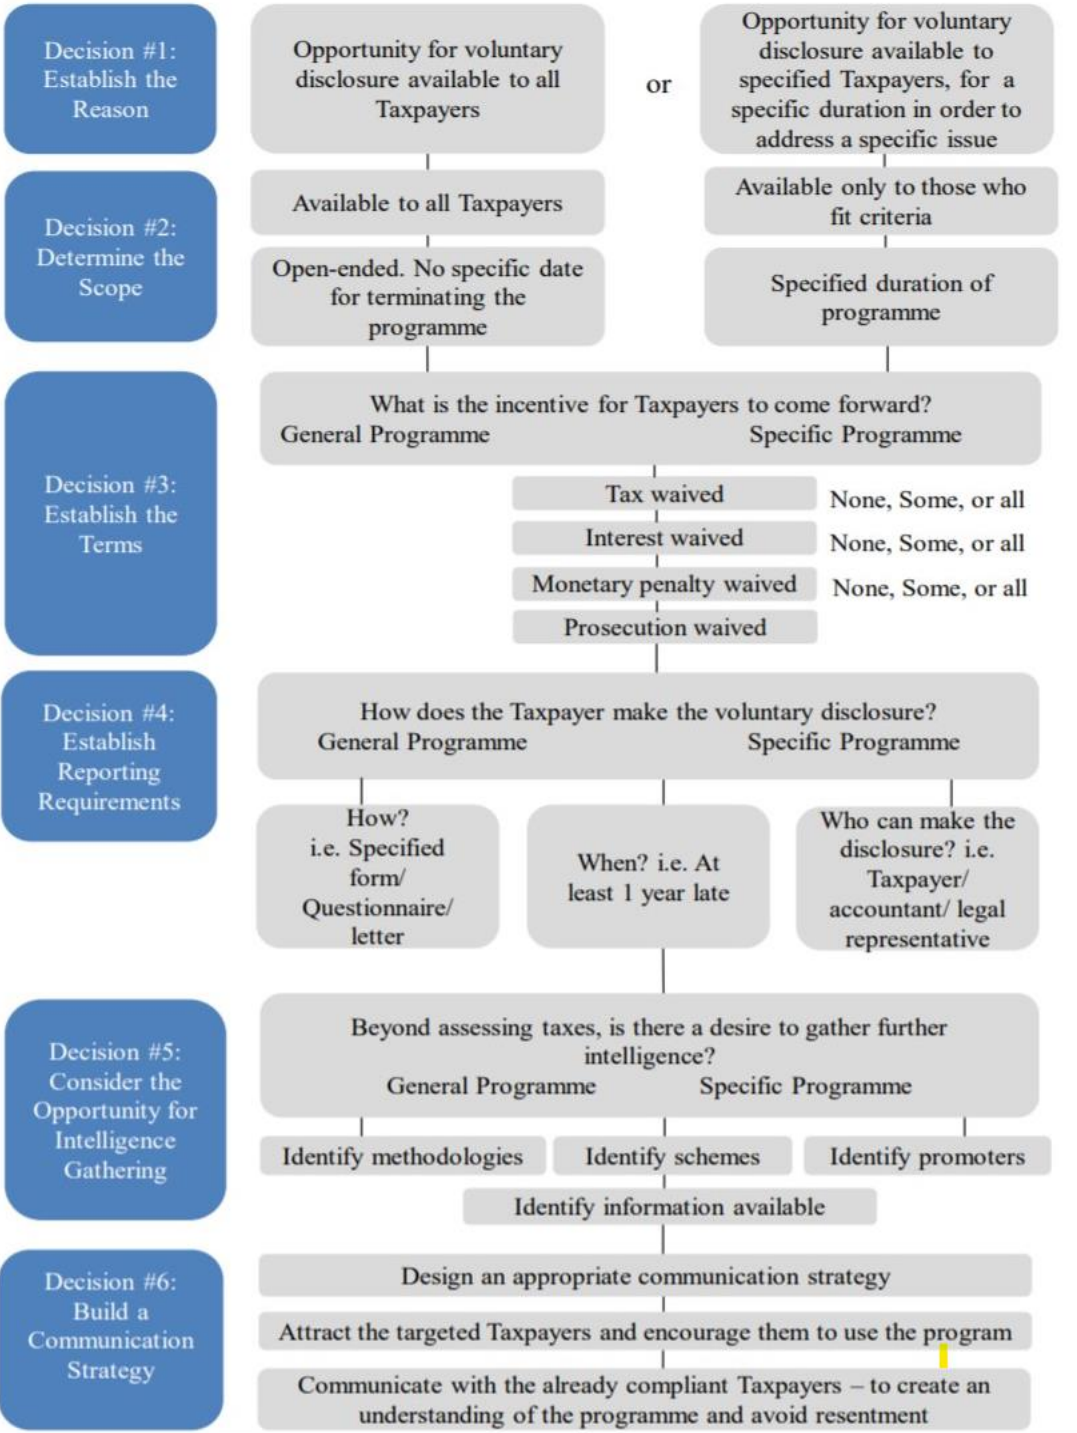 Decision #1:
Establish the
Reason
Opportunity for voluntary
disclosure available to all
Taxpayers
or
Opportunity for voluntary
disclosure available to
specified Taxpayers, for a
specific duration in order to
address a specific issue
Decision #2:
Determine the
Scope
Available to all Taxpayers
Available only to those who
fit criteria
Open-ended. No specific date
for terminating the
programme
Specified duration of
programme
Decision #3:
Establish the
Terms
What is the incentive for Taxpayers to come forward?
General Programme Specific Programme
Tax waived None, Some, or all
Interest waived None, Some, or all
Monetary penalty waived None, Some, or all
Prosecution waived
Decision #4:
Establish
Reporting
Requirements
How does the Taxpayer make the voluntary disclosure?
General Programme Specific Programme
How?
i.e. Specified
form/
Questionnaire/
letter
When? i.e. At
least 1 year late
Who can make the
disclosure? i.e.
Taxpayer/
accountant/ legal
representative
Decision #5:
Consider the
Opportunity for
Intelligence
Gathering
Beyond assessing taxes, is there a desire to gather further
intelligence?
General Programme Specific Programme
Identify methodologies
Identify schemes
Identify promoters
Identify information available
Decision #6:
Build a
Communication
Strategy
Design an appropriate communication strategy
Attract the targeted Taxpayers and encourage them to use the program
Communicate with the already compliant Taxpayers – to create an
understanding of the programme and avoid resentment